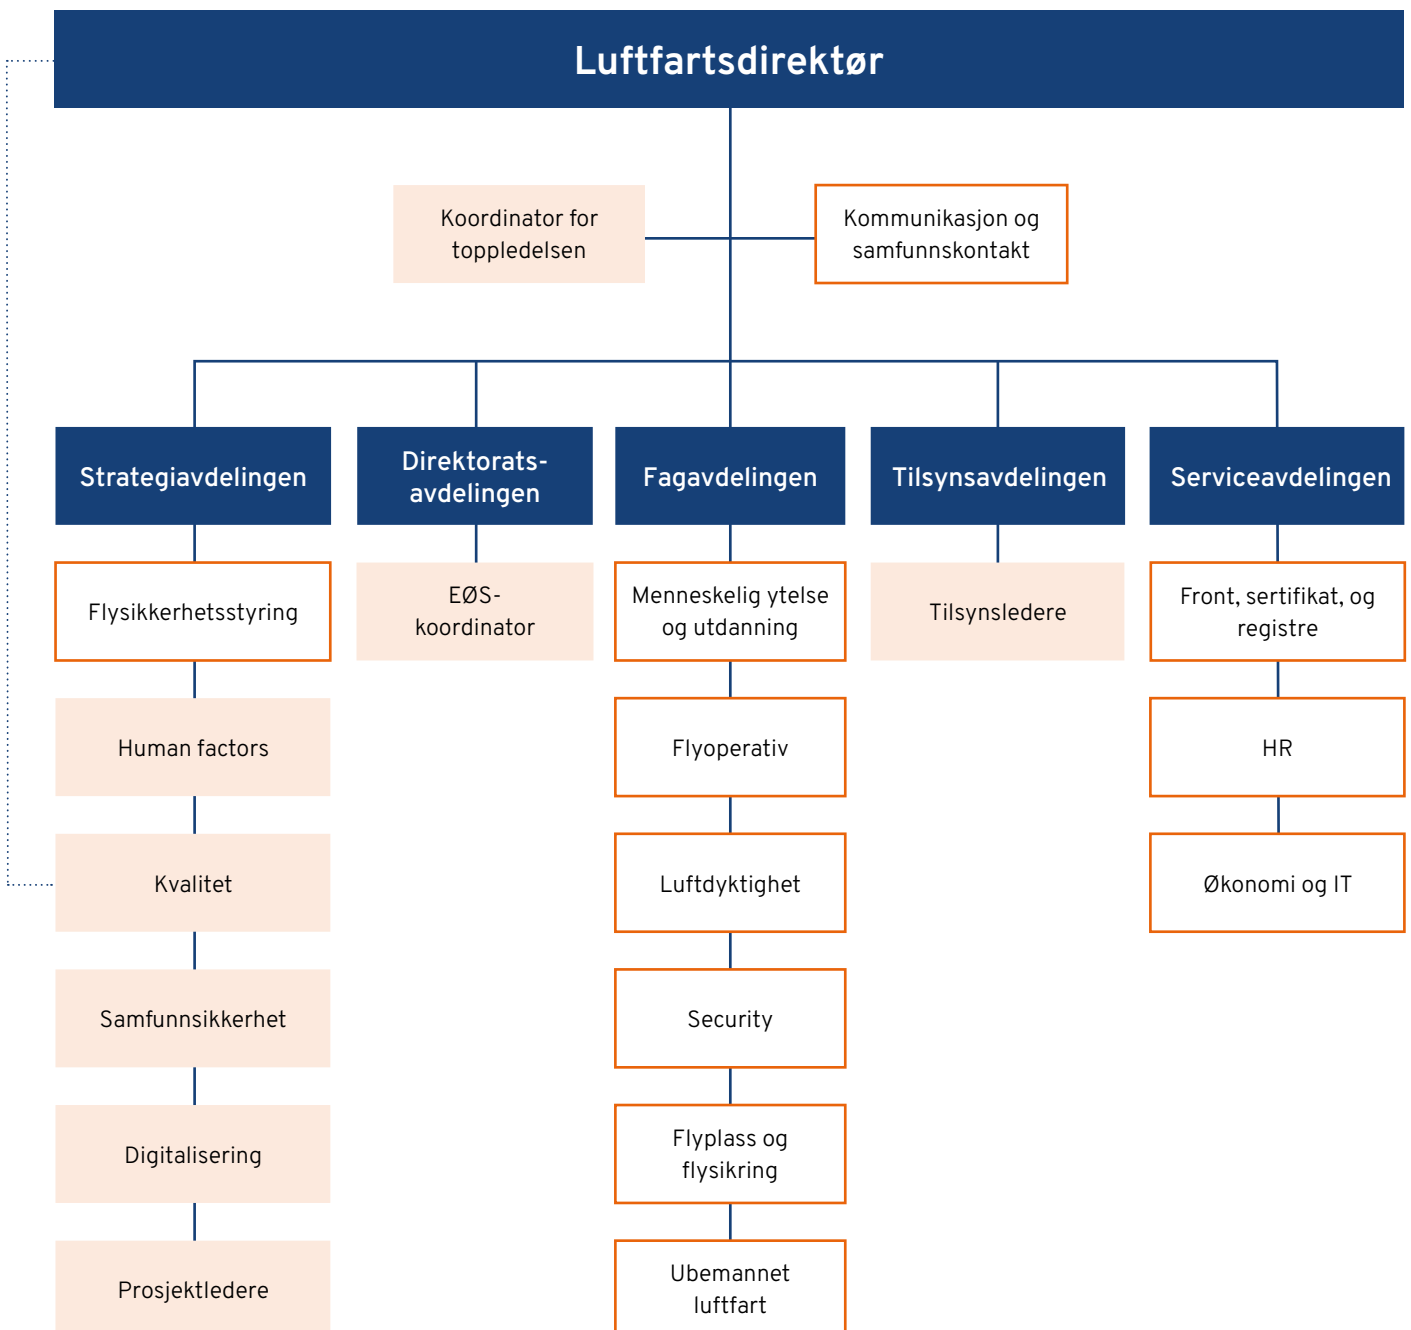 Luftfartsdirektør
Koordinator for
toppledelsen
Kommunikasjon og
samfunnskontakt
Strategiavdelingen
Direktorats-
avdelingen
Fagavdelingen
Tilsynsavdelingen
Serviceavdelingen
Flysikkerhetsstyring
EØS-
koordinator
Menneskelig ytelse
og utdanning
Tilsynsledere
Front, sertifikat, og
registre
Human factors
Flyoperativ
HR
Kvalitet
Luftdyktighet
Økonomi og IT
Samfunnsikkerhet
Security
Digitalisering
Flyplass og
flysikring
Prosjektledere
Ubemannet
luftfart